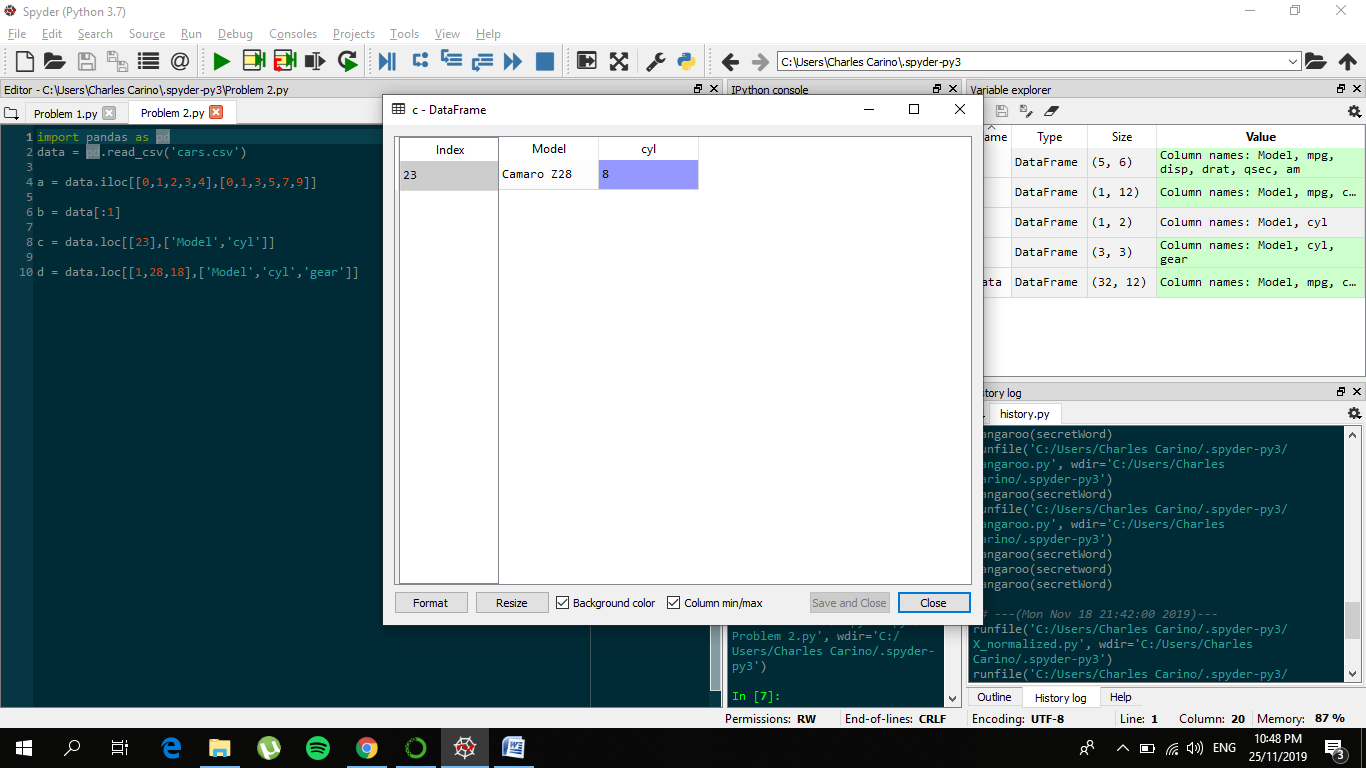 Spyder (Python 3.7)
File Edit Search Source Run Debug Consoles Projects Tools View Help
C:\Users\Charles Carino\.spyder-py3
Editor - C:\Users\Charles Carino\.spyder-py3\Problem 2.py
Problem 1.py Problem 2.py
1 import pandas as pd
2 data = pd.read_csv('cars.csv')
3
4 a = data.iloc[[0,1,2,3,4],[0,1,3,5,7,9]]
5
6 b = data[:1]
7
8 c = data.loc[[23],['Model','cyl']]
9
10 d = data.loc[[1,28,18],['Model','cyl','gear']]
IPython console
c - DataFrame
Index Model cyl
23 Camaro Z28 8
Format Resize Background color Column min/max Save and Close Close
Problem 2.py', wdir='C:/
Users/Charles Carino/.spyder-
py3')
In [7]:
Variable explorer
ame Type Size Value
DataFrame (5, 6) Column names: Model, mpg,
disp, drat, qsec, am
DataFrame (1, 12) Column names: Model, mpg, c…
DataFrame (1, 2) Column names: Model, cyl
DataFrame (3, 3) Column names: Model, cyl,
gear
ata DataFrame (32, 12) Column names: Model, mpg, c…
story log
history.py
angaroo(secretWord)
unfile('C:/Users/Charles Carino/.spyder-py3/
angaroo.py', wdir='C:/Users/Charles
arino/.spyder-py3')
angaroo(secretWord)
unfile('C:/Users/Charles Carino/.spyder-py3/
angaroo.py', wdir='C:/Users/Charles
arino/.spyder-py3')
angaroo(secretWord)
angaroo(secretword)
angaroo(secretWord)
# ---(Mon Nov 18 21:42:00 2019)---
runfile('C:/Users/Charles Carino/.spyder-py3/
X_normalized.py', wdir='C:/Users/Charles
Carino/.spyder-py3')
runfile('C:/Users/Charles Carino/.spyder-py3/
Outline History log Help
Permissions: RW End-of-lines: CRLF Encoding: UTF-8 Line: 1 Column: 20 Memory: 87 %
ENG
10:48 PM
25/11/2019
3